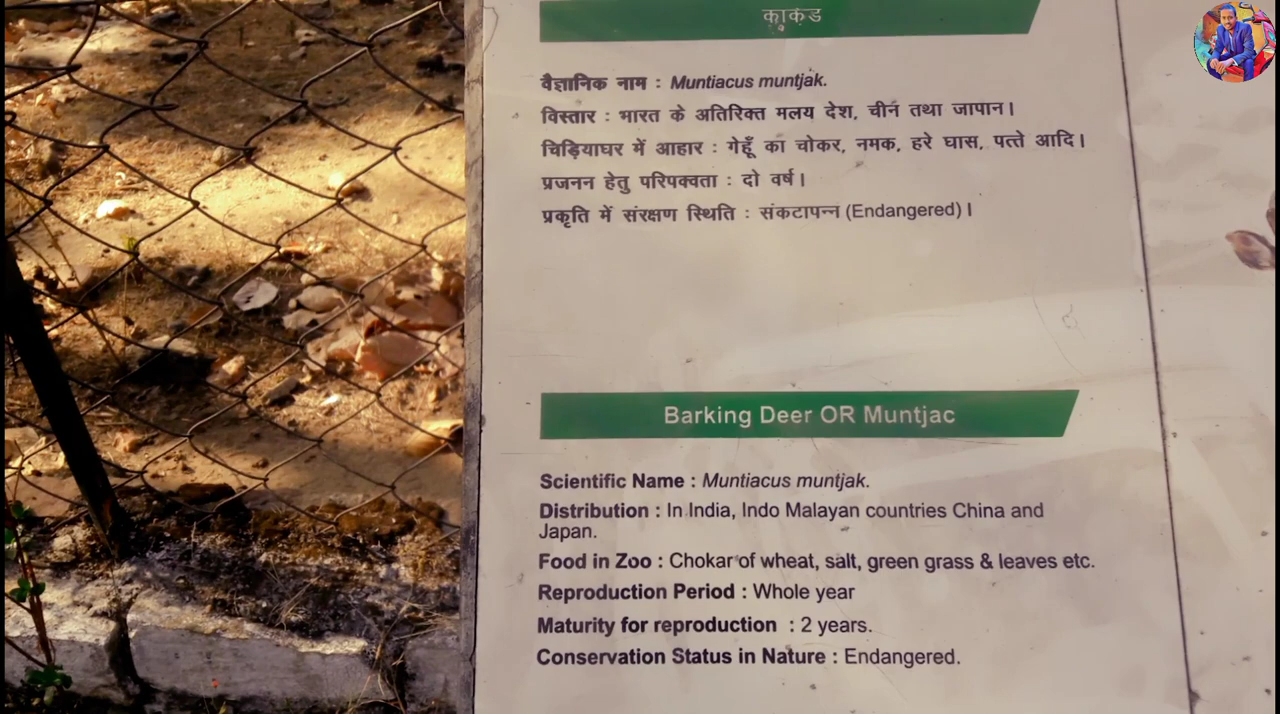 काकड
वैज्ञानिक नाम : Muntiacus muntjak.
विस्तार : भारत के अतिरिक्त मलय देश, चीन तथा जापान।
चिड़ियाघर में आहार : गेहूँ का चोकर, नमक, हरे घास, पत्ते आदि।
प्रजनन हेतु परिपक्वता : दो वर्ष।
प्रकृति में संरक्षण स्थिति : संकटापन्न (Endangered)।
Barking Deer OR Muntjac
Scientific Name : Muntiacus muntjak.
Distribution : In India, Indo Malayan countries China and
Japan.
Food in Zoo : Chokar of wheat, salt, green grass & leaves etc.
Reproduction Period : Whole year
Maturity for reproduction : 2 years.
Conservation Status in Nature : Endangered.